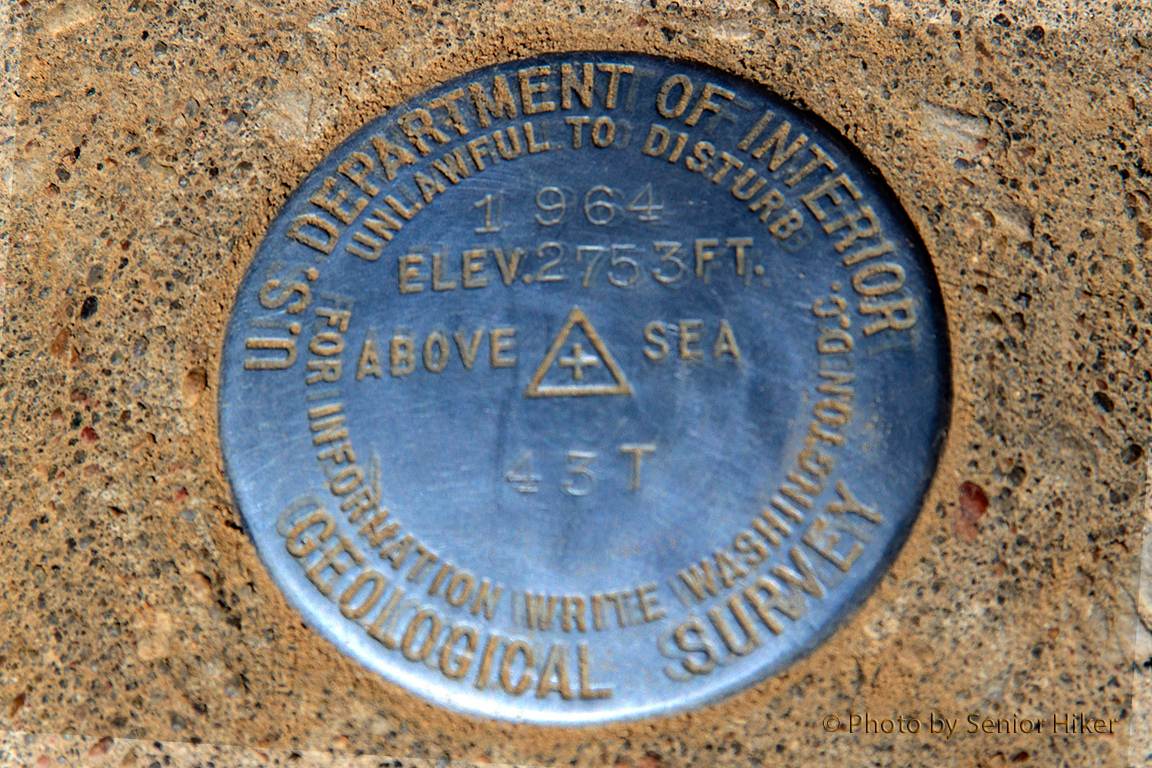 U.S. DEPARTMENT OF INTERIOR
UNLAWFUL TO DISTURB
1964
ELEV. 2753 FT.
ABOVE SEA
43T
FOR INFORMATION WRITE WASHINGTON D.C.
GEOLOGICAL SURVEY
© Photo by Senior Hiker